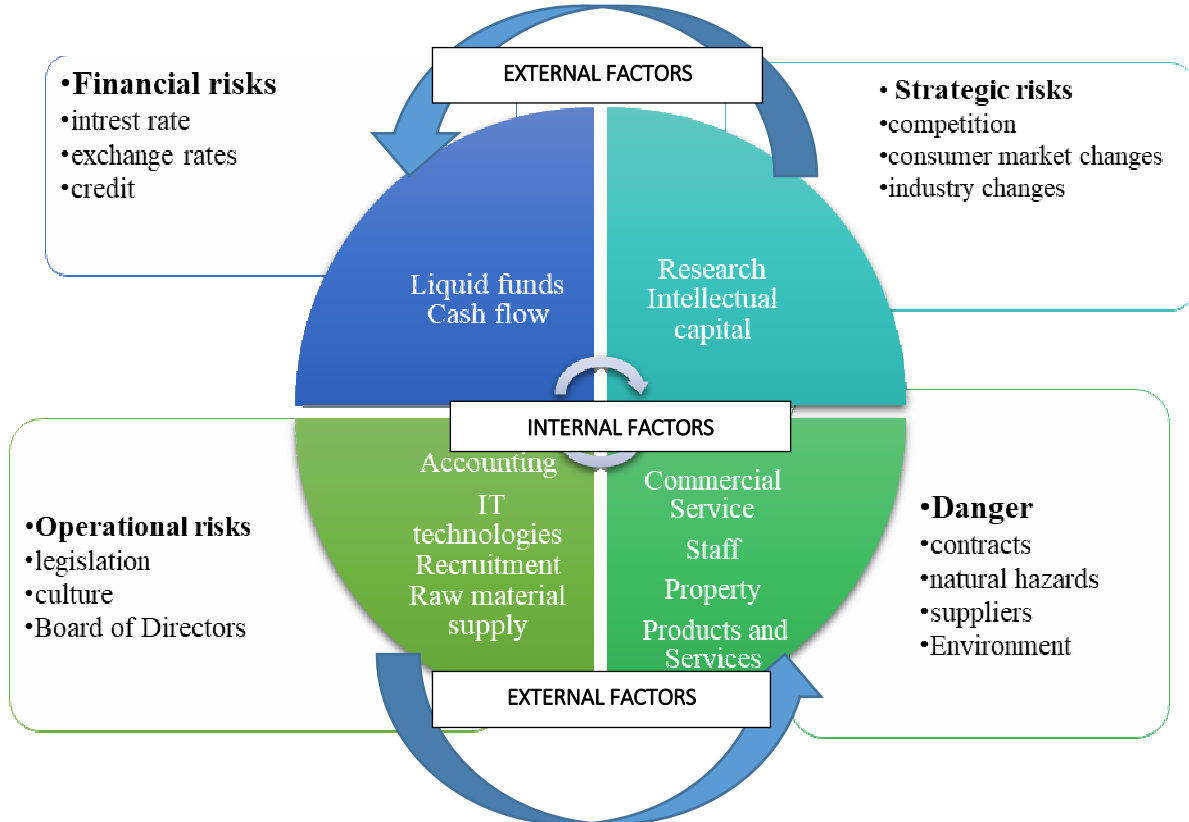 EXTERNAL FACTORS
•Financial risks
•intrest rate
•exchange rates
•credit
• Strategic risks
•competition
•consumer market changes
•industry changes
Liquid funds
Cash flow
Research
Intellectual
capital
INTERNAL FACTORS
•Operational risks
•legislation
•culture
•Board of Directors
Accounting
IT
technologies
Recruitment
Raw material
supply
Commercial
Service
Staff
Property
Products and
Services
•Danger
•contracts
•natural hazards
•suppliers
•Environment
EXTERNAL FACTORS